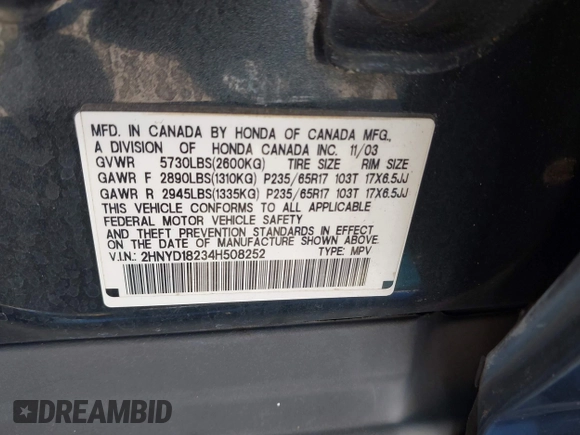 MFD. IN CANADA BY HONDA OF CANADA MFG.,
A DIVISION OF HONDA CANADA INC. 11/03
GVWR 5730LBS(2600KG) TIRE SIZE RIM SIZE
GAWR F 2890LBS(1310KG) P235/65R17 103T 17X6.5JJ
GAWR R 2945LBS(1335KG) P235/65R17 103T 17X6.5JJ
THIS VEHICLE CONFORMS TO ALL APPLICABLE
FEDERAL MOTOR VEHICLE SAFETY
AND THEFT PREVENTION STANDARDS IN EFFECT
ON THE DATE OF MANUFACTURE SHOWN ABOVE.
V.I.N.: 2HNYD18234H508252 TYPE: MPV
DREAMBID